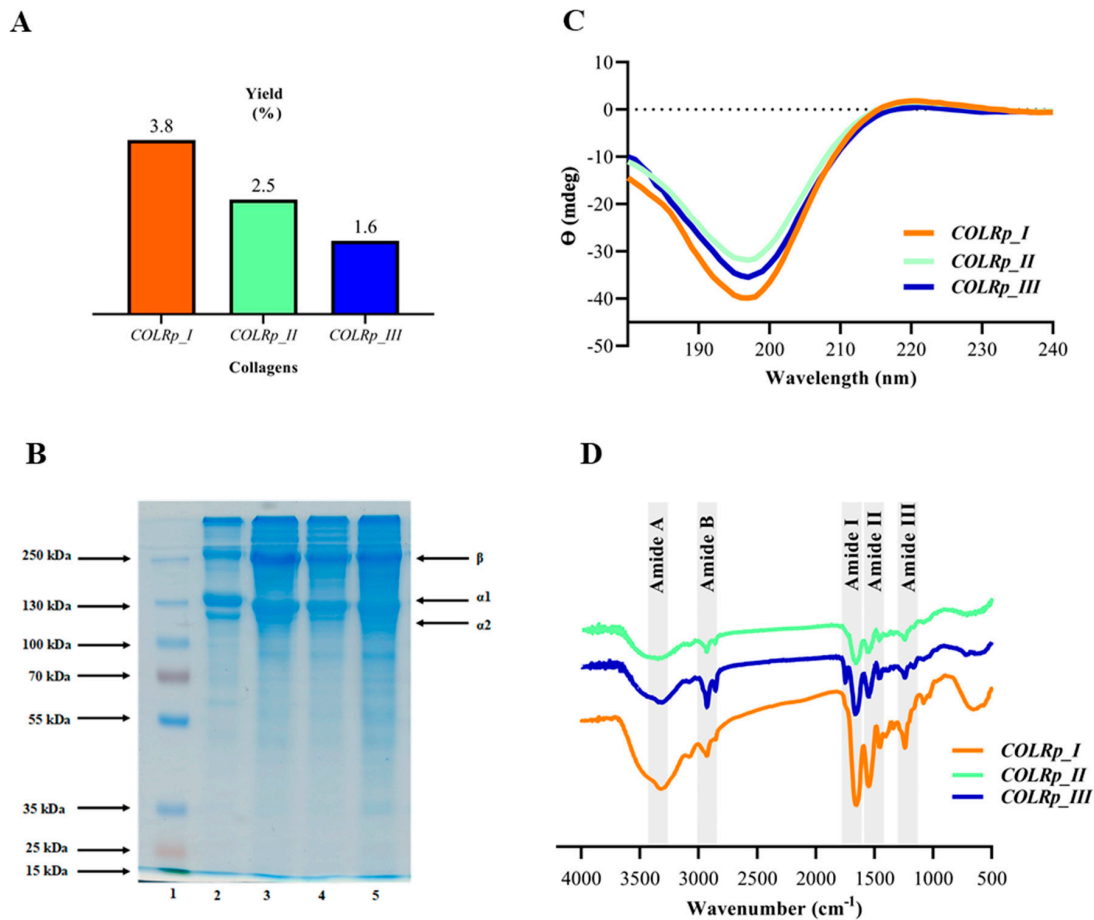 A
Yield
(%)
3.8
2.5
1.6
COLRp_I
COLRp_II
COLRp_III
Collagens
B
250 kDa
130 kDa
100 kDa
70 kDa
55 kDa
35 kDa
25 kDa
15 kDa
β
α1
α2
1 2 3 4 5
C
10
0
-10
-20
-30
-40
-50
Θ (mdeg)
COLRp_I
COLRp_II
COLRp_III
190 200 210 220 230 240
Wavelength (nm)
D
Amide A
Amide B
Amide I
Amide II
Amide III
COLRp_I
COLRp_II
COLRp_III
4000 3500 3000 2500 2000 1500 1000 500
Wavenumber (cm⁻¹)